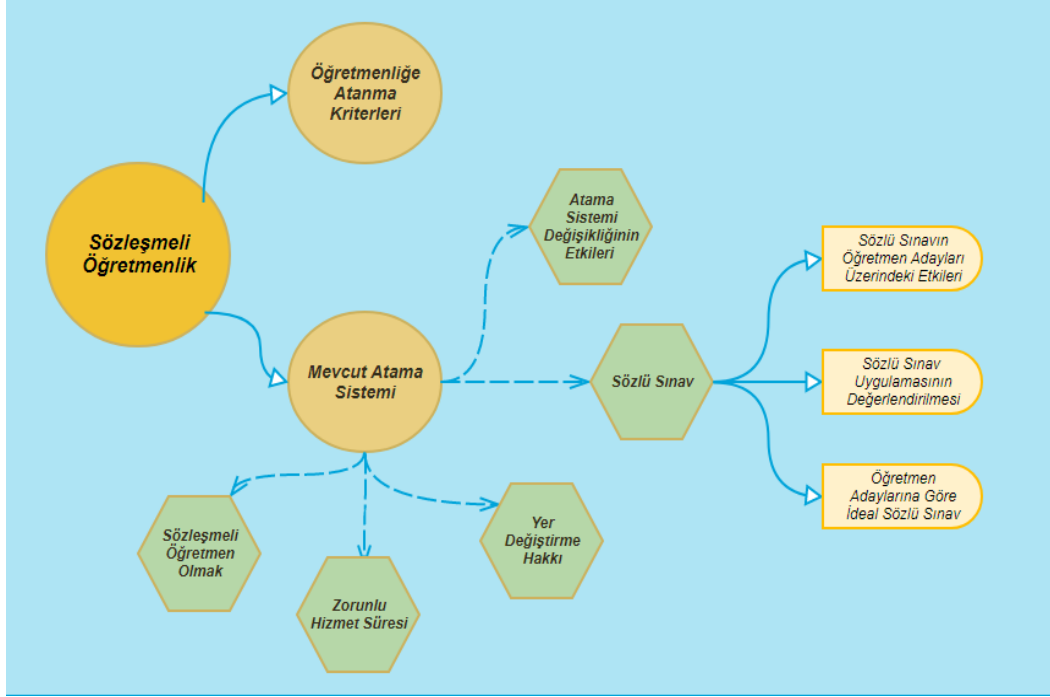 Öğretmenliğe
Atanma
Kriterleri
Sözleşmeli
Öğretmenlik
Atama
Sistemi
Değişikliğinin
Etkileri
Sözlü Sınavın
Öğretmen Adayları
Üzerindeki Etkileri
Mevcut Atama
Sistemi
Sözlü Sınav
Sözlü Sınav
Uygulamasının
Değerlendirilmesi
Öğretmen
Adaylarına Göre
İdeal Sözlü Sınav
Sözleşmeli
Öğretmen
Olmak
Zorunlu
Hizmet Süresi
Yer
Değiştirme
Hakkı